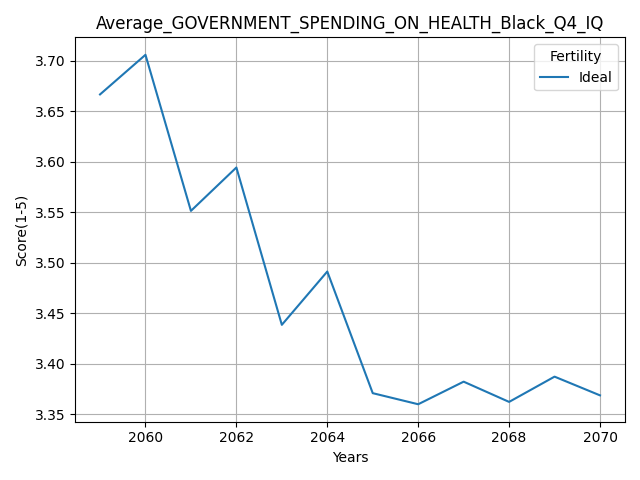 Average_GOVERNMENT_SPENDING_ON_HEALTH_Black_Q4_IQ
Fertility
Ideal
3.70
3.65
3.60
3.55
3.50
3.45
3.40
3.35
Score(1-5)
2060 2062 2064 2066 2068 2070
Years